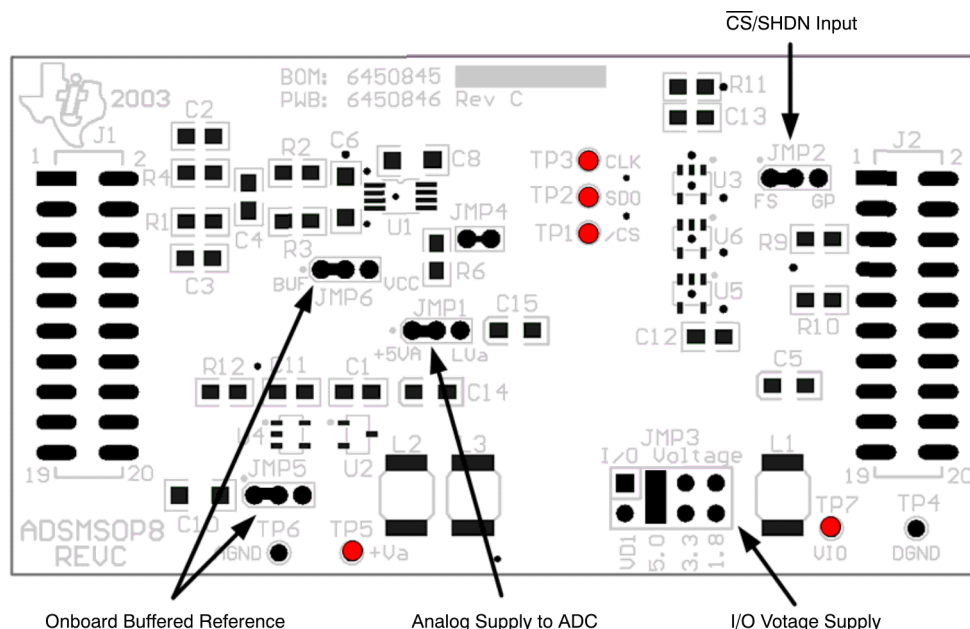 CS/SHDN Input
BOM: 6450845
PWB: 6450846 Rev C
2003
J1
1 2
C2
R4
R1
C3
C4
R2
R3
C6
C8
U1
JMP4
R6
BUF VCC
JMP6
JMP1
+5VA LVa
C15
TP3 CLK
TP2 SDO
TP1 /CS
R11
C13
JMP2
FS GP
U3
U6
U5
C12
J2
1 2
R9
R10
C5
R12
C11
C1
C14
U4
U2
L2
L3
JMP5
C10
19 20
ADSMSOP8
REVC
TP6
AGND
TP5
+Va
JMP3
I/O Voltage
VD1
5.0
3.3
1.8
L1
TP7
VIO
TP4
DGND
19 20
Onboard Buffered Reference
Analog Supply to ADC
I/O Votage Supply